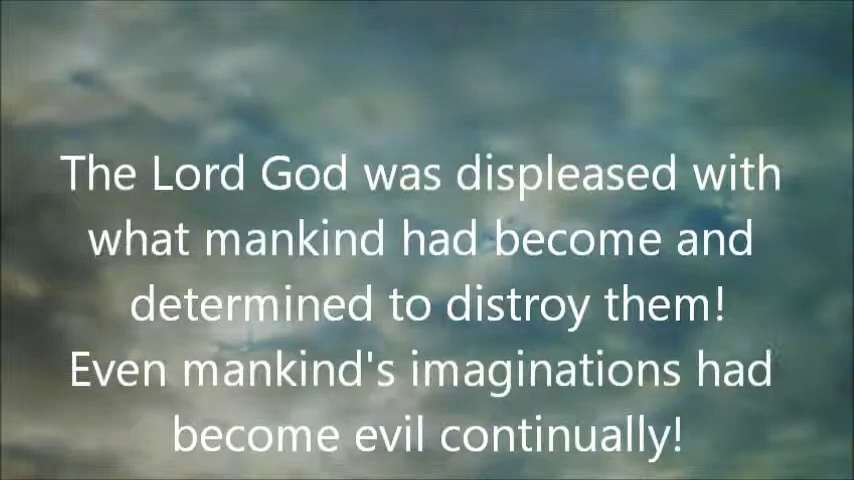 The Lord God was displeased with
what mankind had become and
determined to distroy them!
Even mankind's imaginations had
become evil continually!